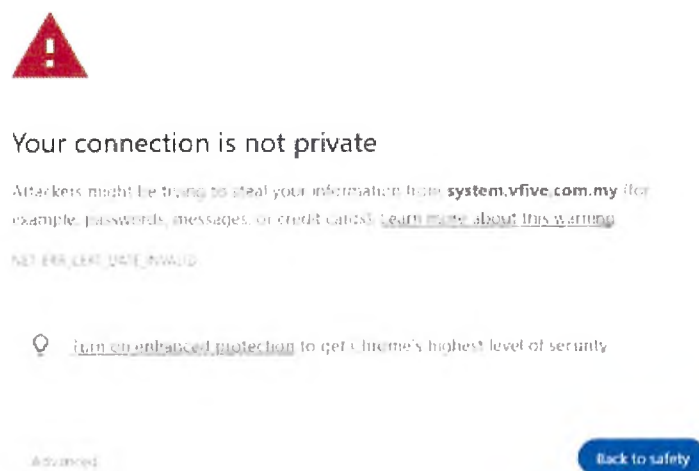 Your connection is not private
Attackers might be trying to steal your information from system.vfive.com.my (for
example, passwords, messages, or credit cards). Learn more about this warning
NET::ERR_CERT_DATE_INVALID
Turn on enhanced protection to get Chrome's highest level of security
Advanced
Back to safety